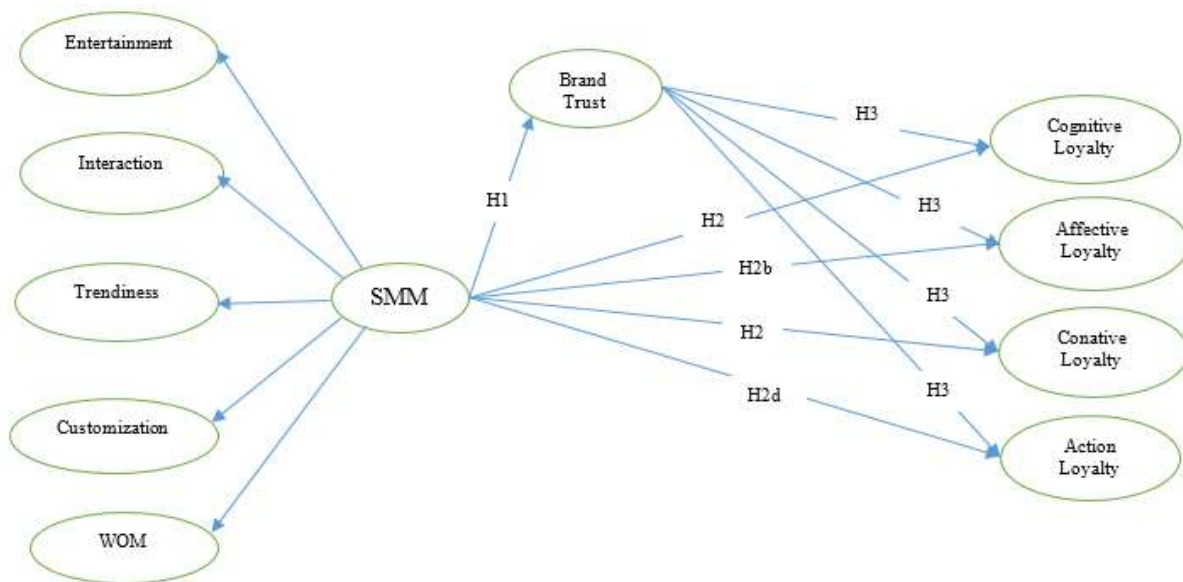 Entertainment
Interaction
Trendiness
Customization
WOM
SMM
Brand
Trust
H1
H2
H2b
H2
H2d
H3
H3
H3
H3
Cognitive
Loyalty
Affective
Loyalty
Conative
Loyalty
Action
Loyalty